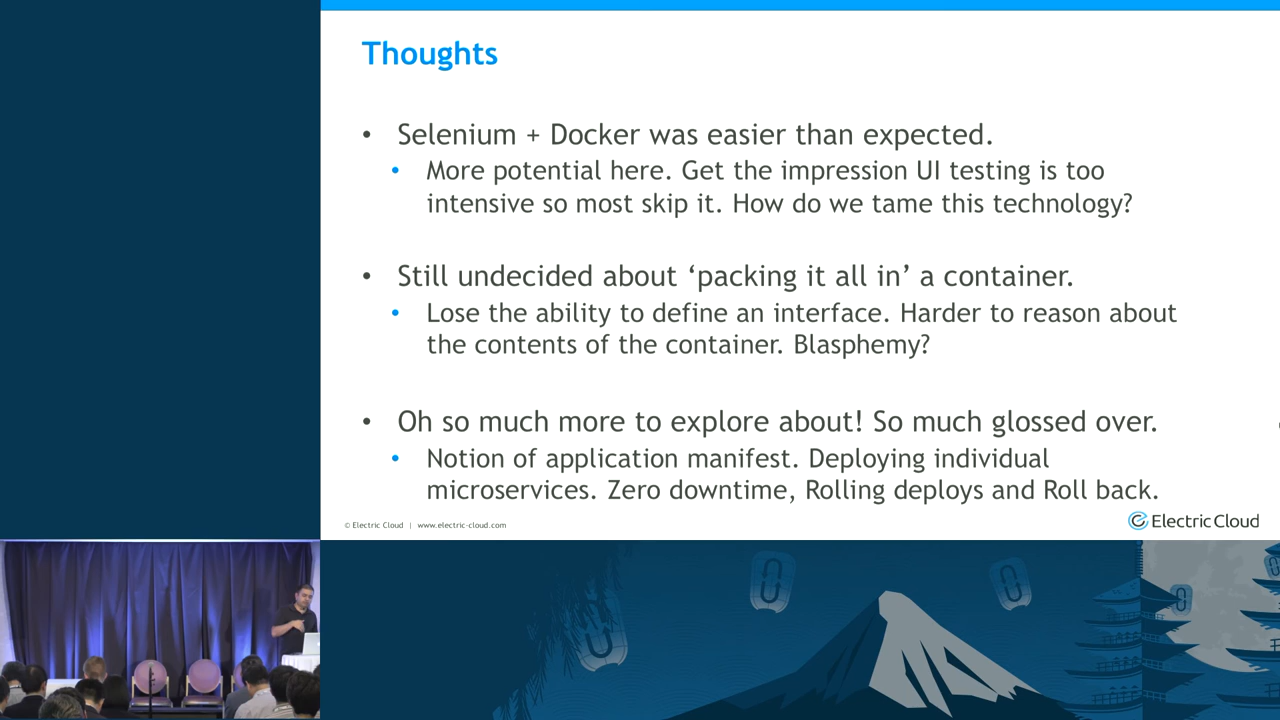 Thoughts
• Selenium + Docker was easier than expected.
• More potential here. Get the impression UI testing is too
intensive so most skip it. How do we tame this technology?
• Still undecided about ‘packing it all in’ a container.
• Lose the ability to define an interface. Harder to reason about
the contents of the container. Blasphemy?
• Oh so much more to explore about! So much glossed over.
• Notion of application manifest. Deploying individual
microservices. Zero downtime, Rolling deploys and Roll back.
© Electric Cloud | www.electric-cloud.com
Electric Cloud